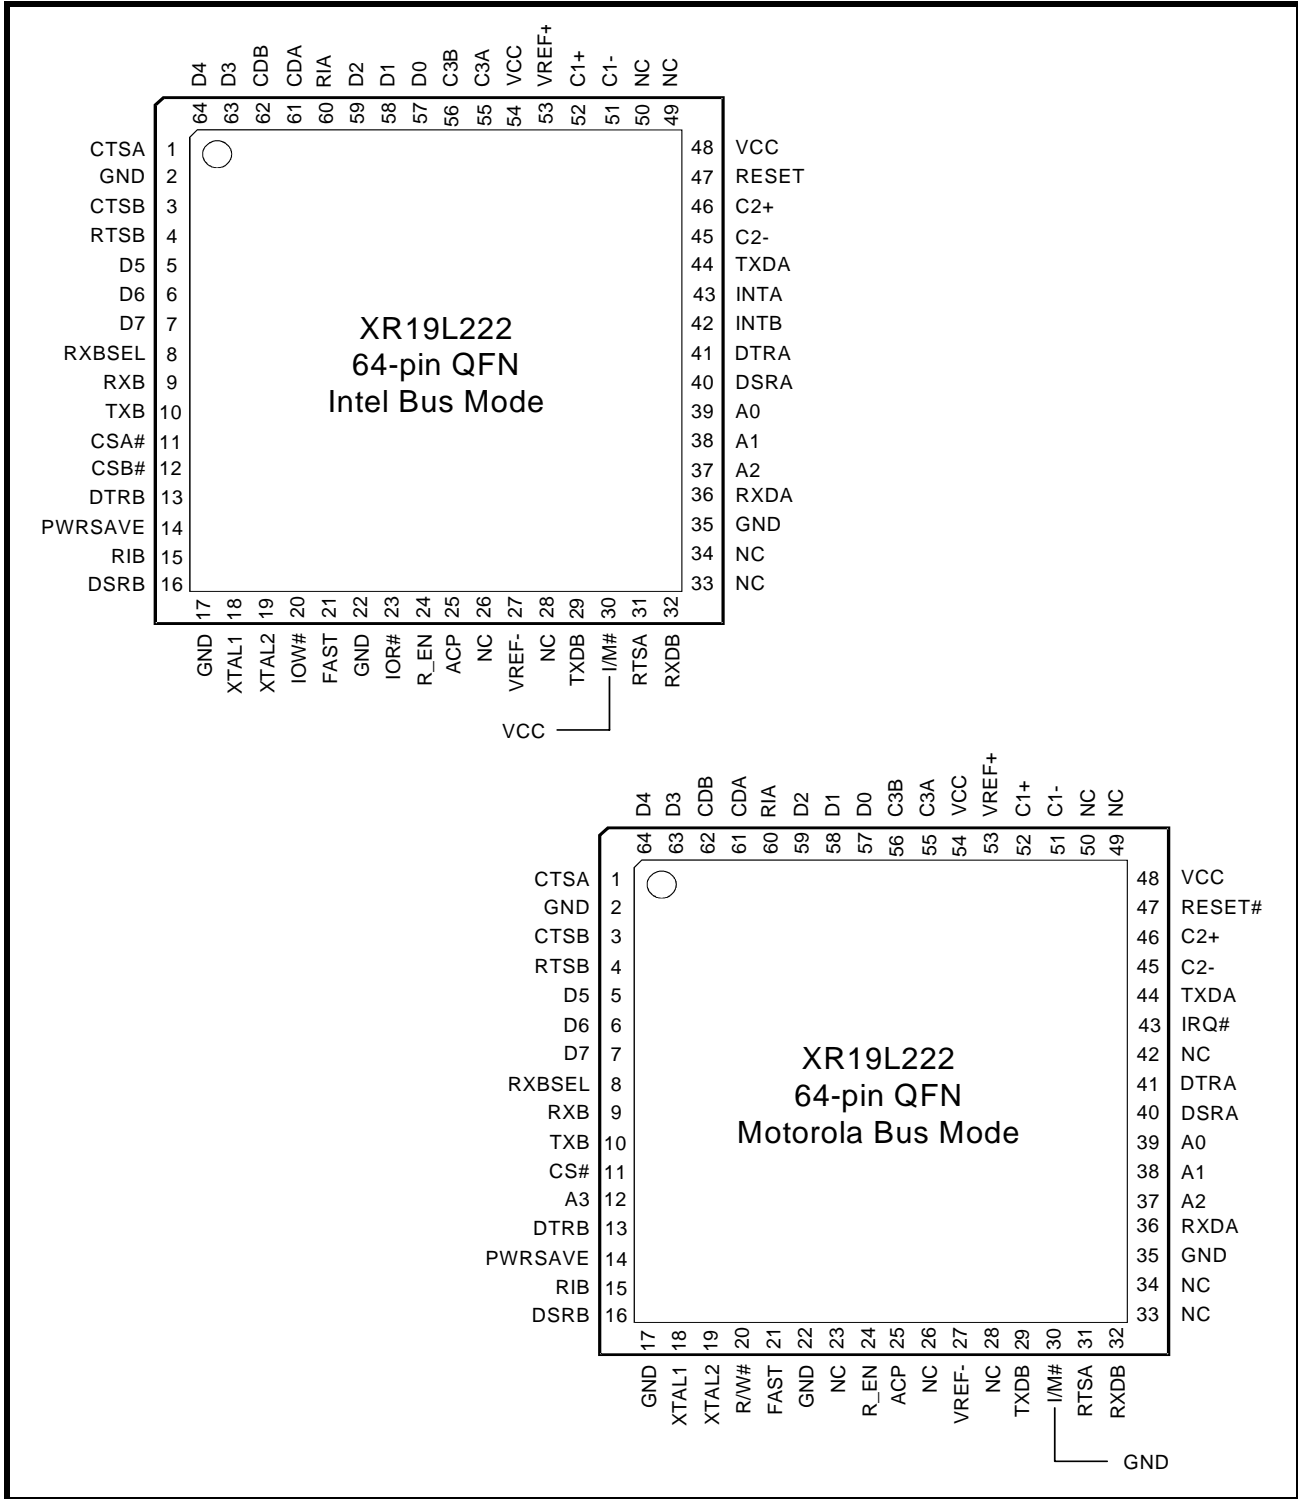 D4 D3 CDB CDA RIA D2 D1 D0 C3B C3A VCC VREF+ C1+ C1- NC NC
64 63 62 61 60 59 58 57 56 55 54 53 52 51 50 49
CTSA 1 48 VCC
GND 2 47 RESET
CTSB 3 46 C2+
RTSB 4 45 C2-
D5 5 44 TXDA
D6 6 43 INTA
D7 7 42 INTB
RXBSEL 8 41 DTRA
RXB 9 40 DSRA
TXB 10 39 A0
CSA# 11 38 A1
CSB# 12 37 A2
DTRB 13 36 RXDA
PWRSAVE 14 35 GND
RIB 15 34 NC
DSRB 16 33 NC
XR19L222
64-pin QFN
Intel Bus Mode
17 18 19 20 21 22 23 24 25 26 27 28 29 30 31 32
GND XTAL1 XTAL2 IOW# FAST GND IOR# R_EN ACP NC VREF- NC TXDB I/M# RTSA RXDB
VCC
D4 D3 CDB CDA RIA D2 D1 D0 C3B C3A VCC VREF+ C1+ C1- NC NC
64 63 62 61 60 59 58 57 56 55 54 53 52 51 50 49
CTSA 1 48 VCC
GND 2 47 RESET#
CTSB 3 46 C2+
RTSB 4 45 C2-
D5 5 44 TXDA
D6 6 43 IRQ#
D7 7 42 NC
RXBSEL 8 41 DTRA
RXB 9 40 DSRA
TXB 10 39 A0
CS# 11 38 A1
A3 12 37 A2
DTRB 13 36 RXDA
PWRSAVE 14 35 GND
RIB 15 34 NC
DSRB 16 33 NC
XR19L222
64-pin QFN
Motorola Bus Mode
17 18 19 20 21 22 23 24 25 26 27 28 29 30 31 32
GND XTAL1 XTAL2 R/W# FAST GND NC R_EN ACP NC VREF- NC TXDB I/M# RTSA RXDB
GND